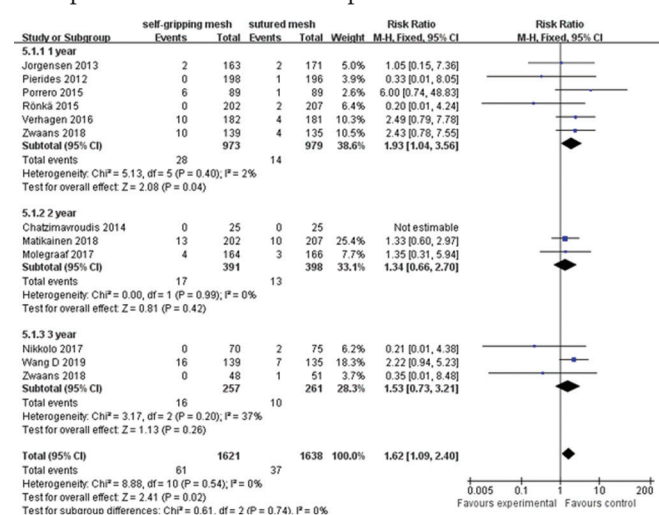 self-gripping mesh sutured mesh Risk Ratio Risk Ratio
Study or Subgroup Events Total Events Total Weight M-H, Fixed, 95% CI M-H, Fixed, 95% CI
5.1.1 1 year
Jorgensen 2013 2 163 2 171 5.0% 1.05 [0.15, 7.36]
Pierides 2012 0 198 1 196 3.9% 0.33 [0.01, 8.05]
Porrero 2015 6 89 1 89 2.6% 6.00 [0.74, 48.83]
Rönkä 2015 0 202 2 207 6.4% 0.20 [0.01, 4.24]
Verhagen 2016 10 182 4 181 10.3% 2.49 [0.79, 7.78]
Zwaans 2018 10 139 4 135 10.5% 2.43 [0.78, 7.55]
Subtotal (95% CI) 973 979 38.6% 1.93 [1.04, 3.56]
Total events 28 14
Heterogeneity: Chi² = 5.13, df = 5 (P = 0.40); I² = 2%
Test for overall effect: Z = 2.08 (P = 0.04)
5.1.2 2 year
Chatzimavroudis 2014 0 25 0 25 Not estimable
Matikainen 2018 13 202 10 207 25.4% 1.33 [0.60, 2.97]
Molegraaf 2017 4 164 3 166 7.7% 1.35 [0.31, 5.94]
Subtotal (95% CI) 391 398 33.1% 1.34 [0.66, 2.70]
Total events 17 13
Heterogeneity: Chi² = 0.00, df = 1 (P = 0.99); I² = 0%
Test for overall effect: Z = 0.81 (P = 0.42)
5.1.3 3 year
Nikkolo 2017 0 70 2 75 6.2% 0.21 [0.01, 4.38]
Wang D 2019 16 139 7 135 18.3% 2.22 [0.94, 5.23]
Zwaans 2018 0 48 1 51 3.7% 0.35 [0.01, 8.48]
Subtotal (95% CI) 257 261 28.3% 1.53 [0.73, 3.21]
Total events 16 10
Heterogeneity: Chi² = 3.17, df = 2 (P = 0.20); I² = 37%
Test for overall effect: Z = 1.13 (P = 0.26)
Total (95% CI) 1621 1638 100.0% 1.62 [1.09, 2.40]
Total events 61 37
Heterogeneity: Chi² = 8.88, df = 10 (P = 0.54); I² = 0%
Test for overall effect: Z = 2.41 (P = 0.02)
Test for subgroup differences: Chi² = 0.61, df = 2 (P = 0.74), I² = 0%
0.005 0.1 1 10 200
Favours experimental Favours control